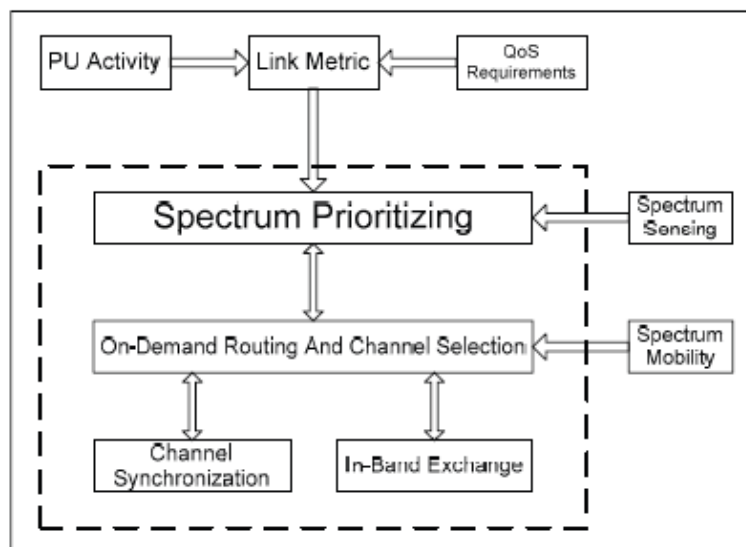 PU Activity
Link Metric
QoS
Requirements
Spectrum Prioritizing
Spectrum
Sensing
On-Demand Routing And Channel Selection
Spectrum
Mobility
Channel
Synchronization
In-Band Exchange